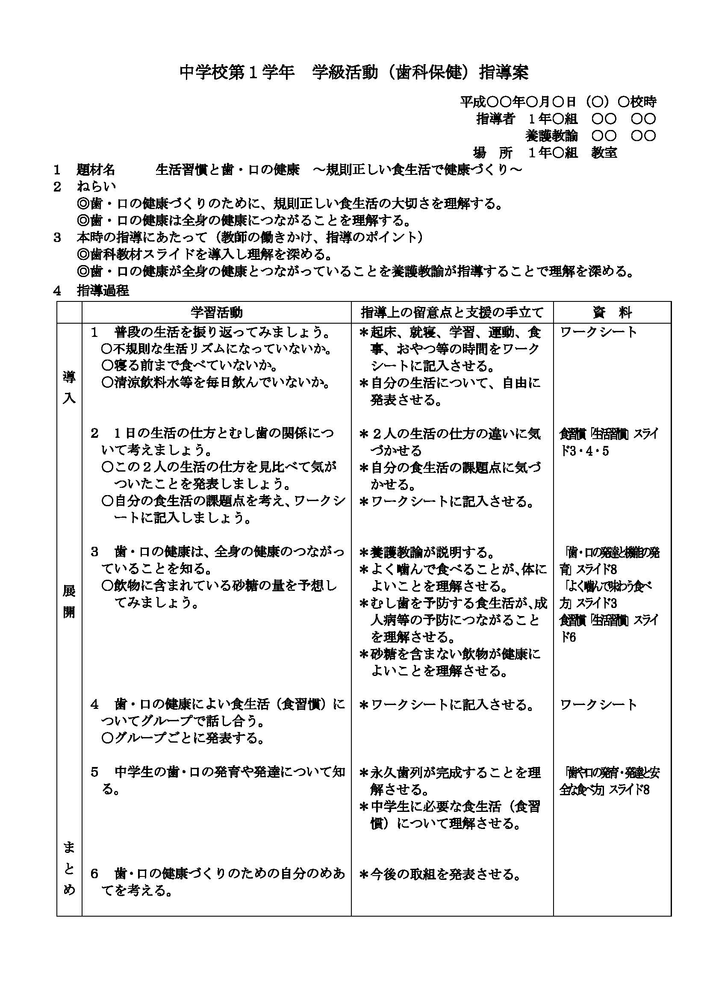 中学校第１学年　学級活動（歯科保健）指導案
平成○○年○月○日（○）○校時
指導者　１年○組　○○　○○
養護教諭　○○　○○
場　所　１年○組　教室
１　題材名　　　生活習慣と歯・口の健康　～規則正しい食生活で健康づくり～
２　ねらい
◎歯・口の健康づくりのために、規則正しい食生活の大切さを理解する。
◎歯・口の健康は全身の健康につながることを理解する。
３　本時の指導にあたって（教師の働きかけ、指導のポイント）
◎歯科教材スライドを導入し理解を深める。
◎歯・口の健康が全身の健康とつながっていることを養護教諭が指導することで理解を深める。
４　指導過程
学習活動
指導上の留意点と支援の手立て
資　料
導
入
１　普段の生活を振り返ってみましょう。
○不規則な生活リズムになっていないか。
○寝る前まで食べていないか。
○清涼飲料水等を毎日飲んでいないか。
＊起床、就寝、学習、運動、食
事、おやつ等の時間をワーク
シートに記入させる。
＊自分の生活について、自由に
発表させる。
ワークシート
展
開
２　１日の生活の仕方とむし歯の関係につ
いて考えましょう。
○この２人の生活の仕方を見比べて気が
ついたことを発表しましょう。
○自分の食生活の課題点を考え、ワークシ
ートに記入しましょう。
＊２人の生活の仕方の違いに気
づかせる
＊自分の食生活の課題点に気づ
かせる。
＊ワークシートに記入させる。
食習慣「生活習慣」スライ
ド3・4・5
３　歯・口の健康は、全身の健康のつながっ
ていることを知る。
○飲物に含まれている砂糖の量を予想し
てみましょう。
＊養護教諭が説明する。
＊よく噛んで食べることが、体に
よいことを理解させる。
＊むし歯を予防する食生活が、成
人病等の予防につながること
を理解させる。
＊砂糖を含まない飲物が健康に
よいことを理解させる。
「歯・口の発達と機能の発
育」スライド8
「よく噛んで味わう食べ
方」スライド3
食習慣「生活習慣」スライ
ド6
４　歯・口の健康によい食生活（食習慣）に
ついてグループで話し合う。
○グループごとに発表する。
＊ワークシートに記入させる。
ワークシート
５　中学生の歯・口の発育や発達について知
る。
＊永久歯列が完成することを理
解させる。
＊中学生に必要な食生活（食習
慣）について理解させる。
「歯や口の発育・発達と安
全な食べ方」スライド8
ま
と
め
６　歯・口の健康づくりのための自分のめあ
てを考える。
＊今後の取組を発表させる。